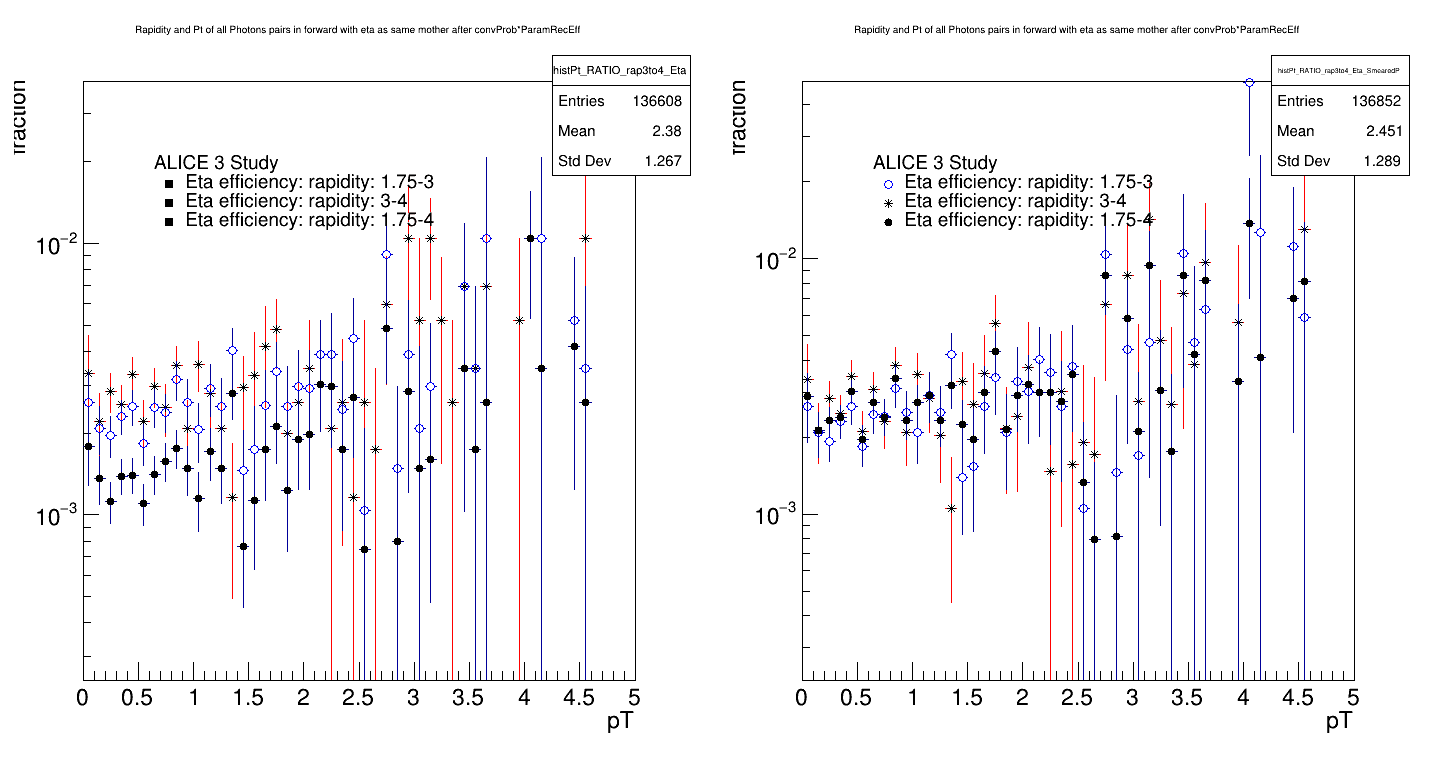 Rapidity and Pt of all Photons pairs in forward with eta as same mother after convProb*ParamRecEff
histPt_RATIO_rap3to4_Eta
Entries 136608
Mean 2.38
Std Dev 1.267
fraction
ALICE 3 Study
Eta efficiency: rapidity: 1.75-3
Eta efficiency: rapidity: 3-4
Eta efficiency: rapidity: 1.75-4
10−2
10−3
0 0.5 1 1.5 2 2.5 3 3.5 4 4.5 5
pT
Rapidity and Pt of all Photons pairs in forward with eta as same mother after convProb*ParamRecEff
histPt_RATIO_rap3to4_Eta_SmearedP
Entries 136852
Mean 2.451
Std Dev 1.289
fraction
ALICE 3 Study
Eta efficiency: rapidity: 1.75-3
Eta efficiency: rapidity: 3-4
Eta efficiency: rapidity: 1.75-4
10−2
10−3
0 0.5 1 1.5 2 2.5 3 3.5 4 4.5 5
pT